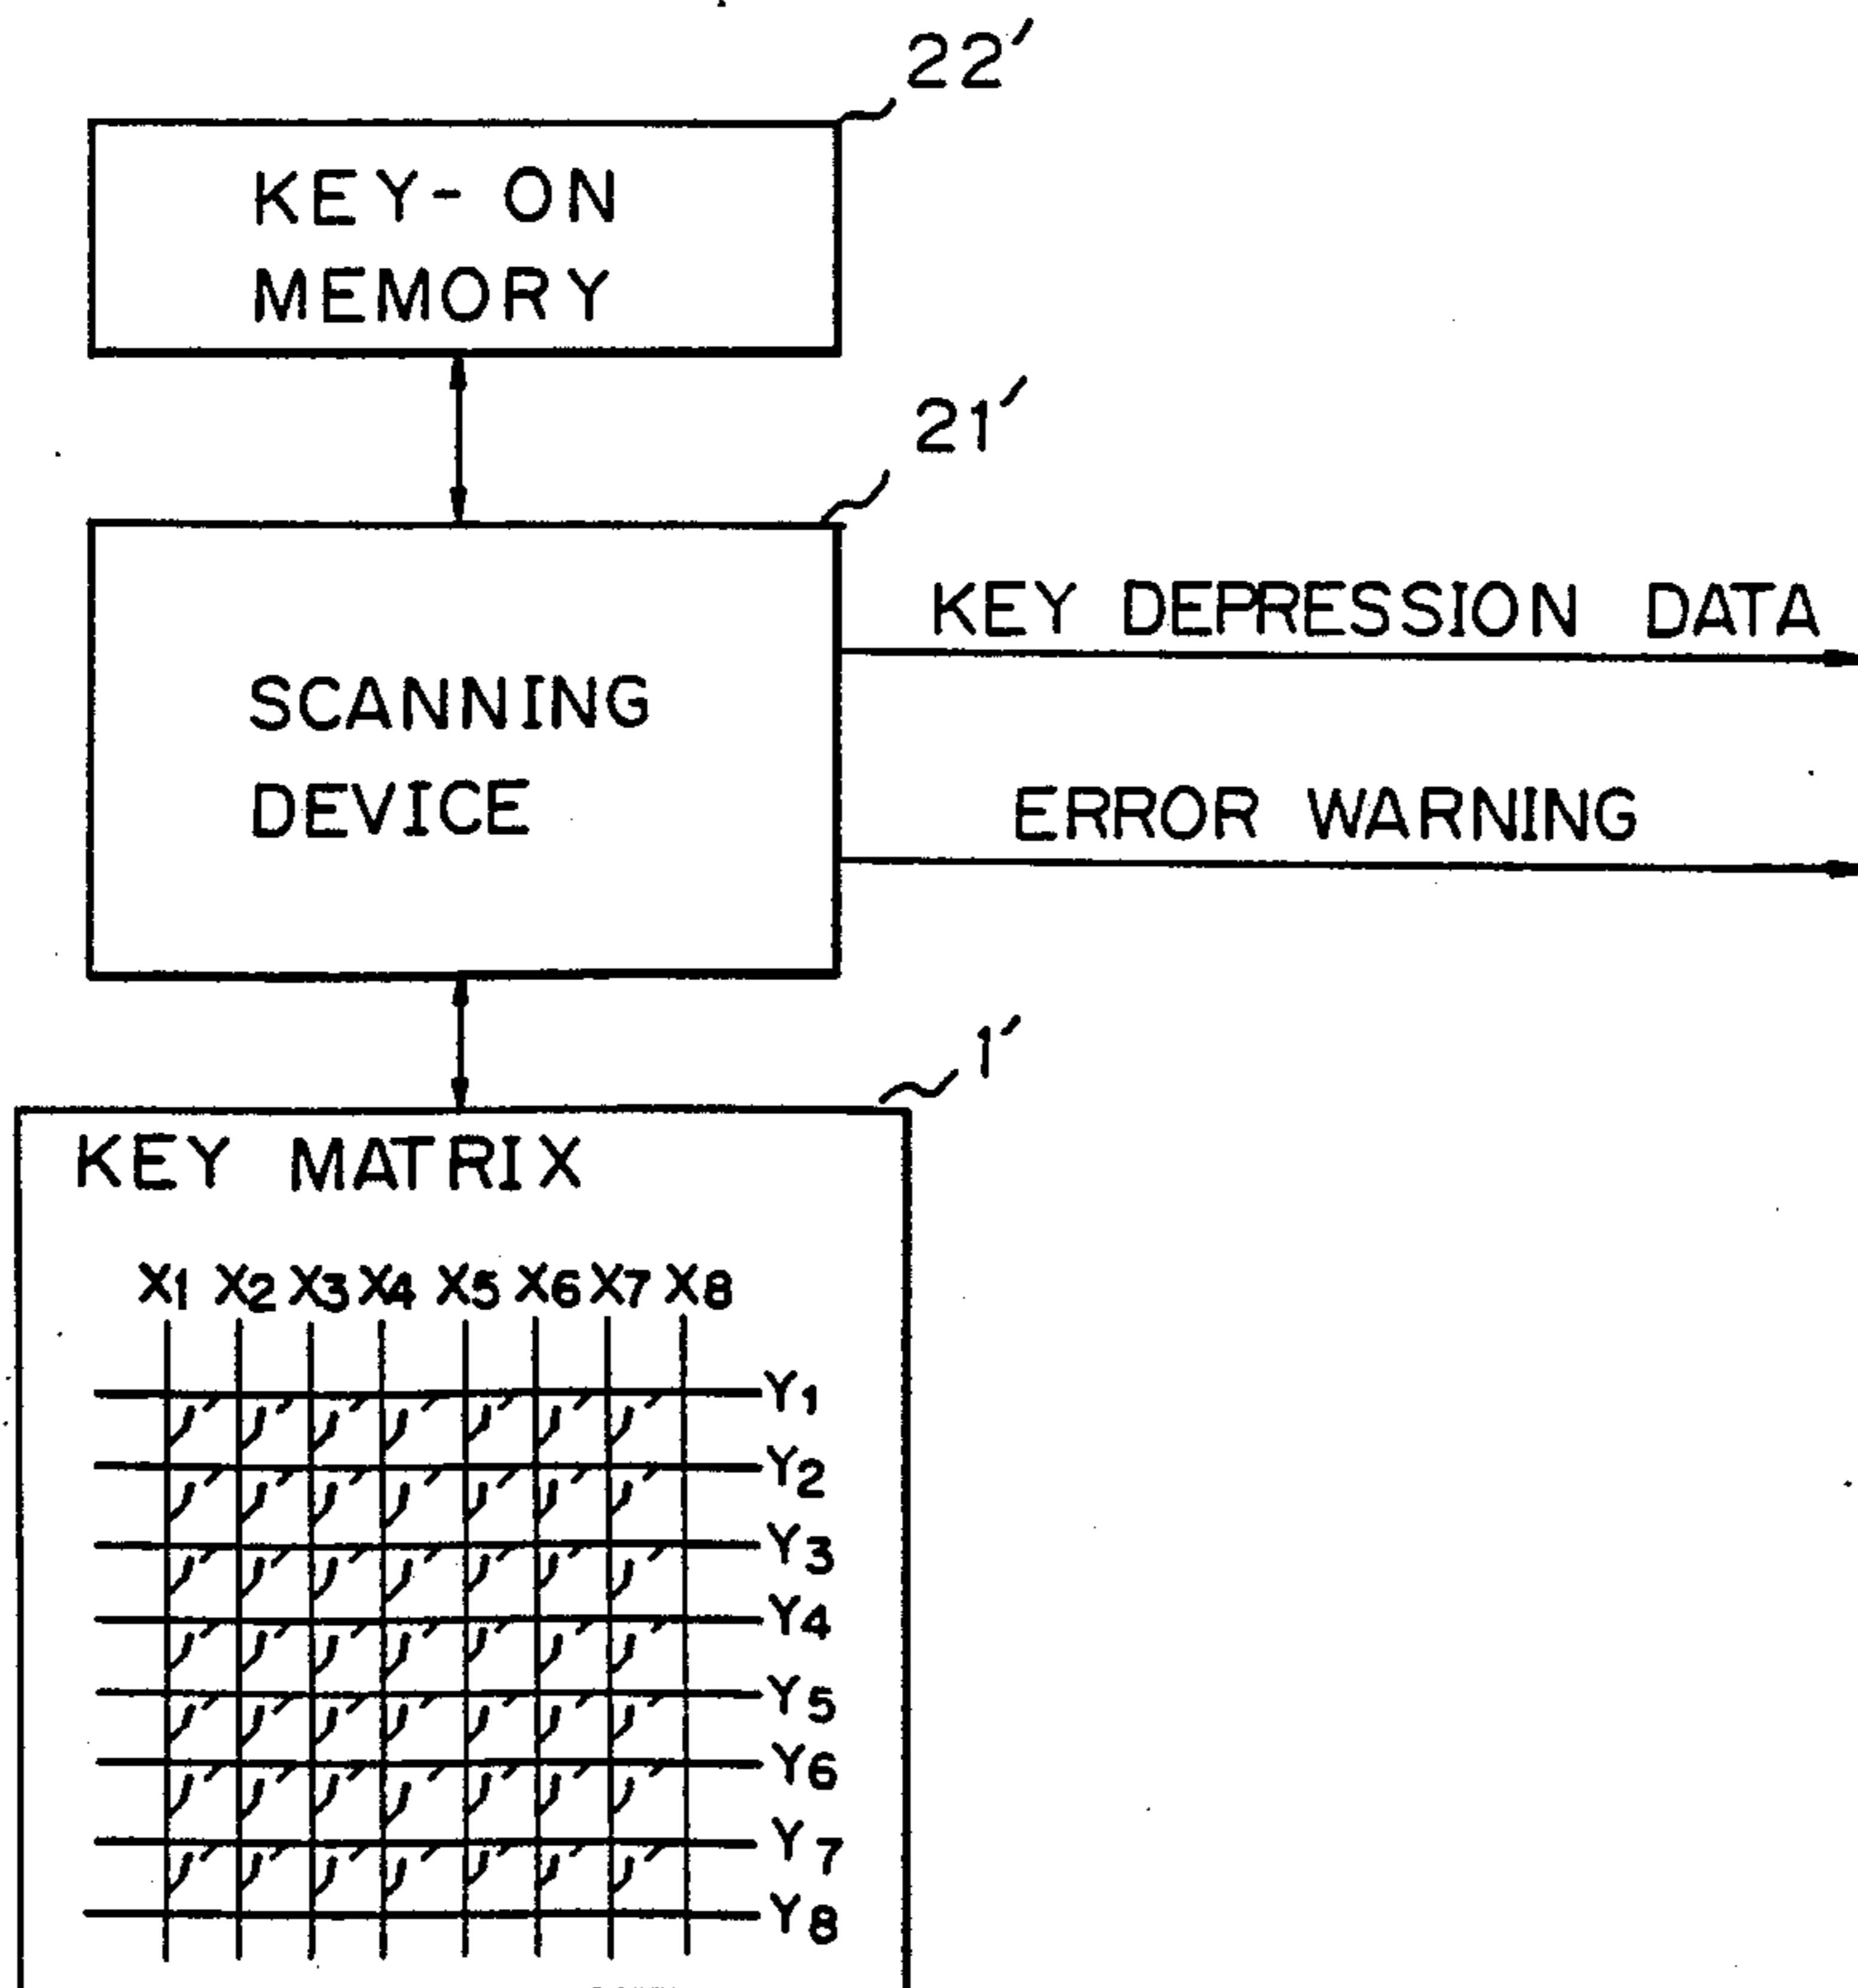 22'
KEY-ON
MEMORY
21'
KEY DEPRESSION DATA
SCANNING
DEVICE
ERROR WARNING
1'
KEY MATRIX
X1 X2 X3 X4 X5 X6 X7 X8
Y1
Y2
Y3
Y4
Y5
Y6
Y7
Y8